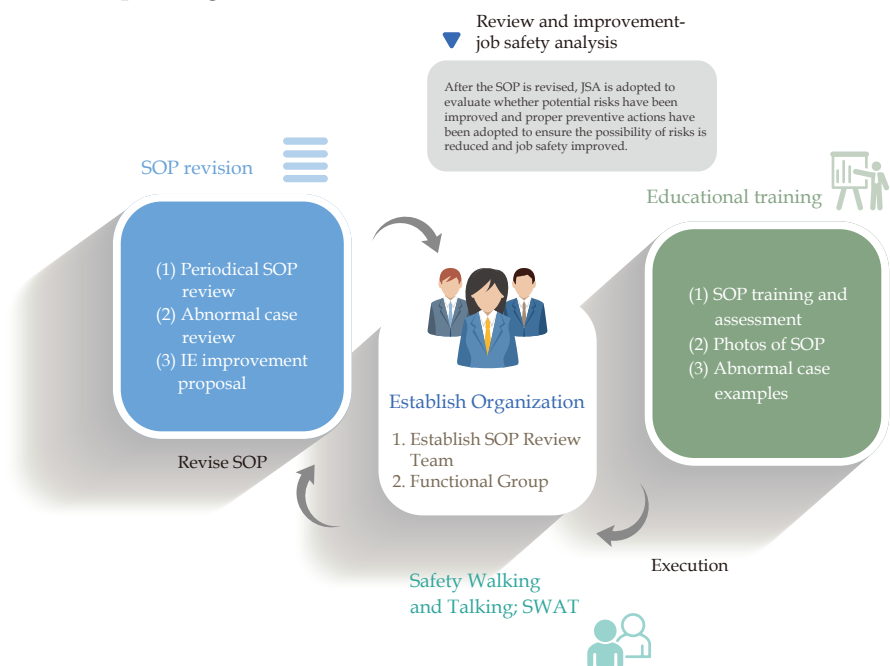 Review and improvement-
job safety analysis
After the SOP is revised, JSA is adopted to
evaluate whether potential risks have been
improved and proper preventive actions have
been adopted to ensure the possibility of risks is
reduced and job safety improved.
SOP revision
(1) Periodical SOP
review
(2) Abnormal case
review
(3) IE improvement
proposal
Revise SOP
Establish Organization
1. Establish SOP Review
Team
2. Functional Group
Educational training
(1) SOP training and
assessment
(2) Photos of SOP
(3) Abnormal case
examples
Execution
Safety Walking
and Talking; SWAT